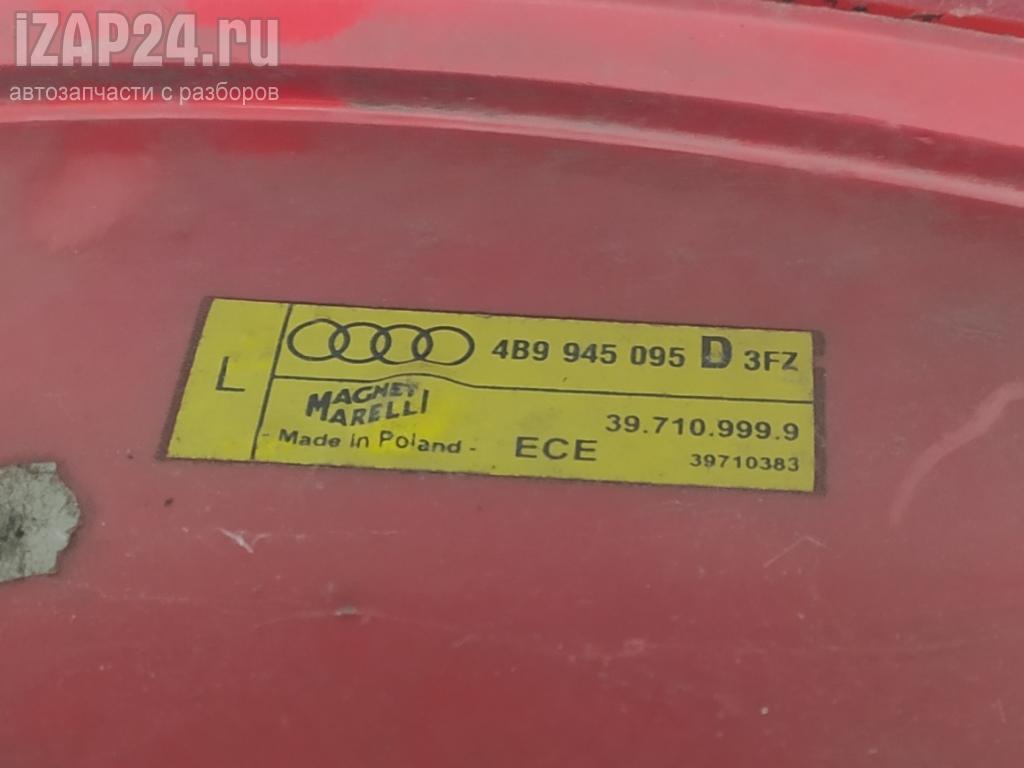 iZAP24.ru
автозапчасти с разборов
L
4B9 945 095 D 3FZ
MAGNETI
MARELLI
- Made in Poland -
ECE
39.710.999.9
39710383